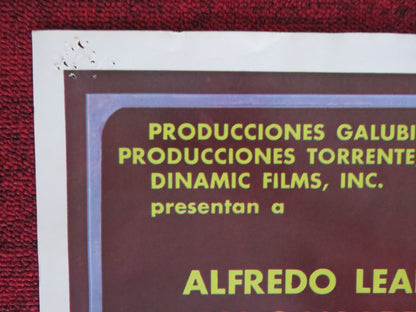 PRODUCCIONES GALUBI
PRODUCCIONES TORRENTE
DINAMIC FILMS, INC.
presentan a
ALFREDO LEA